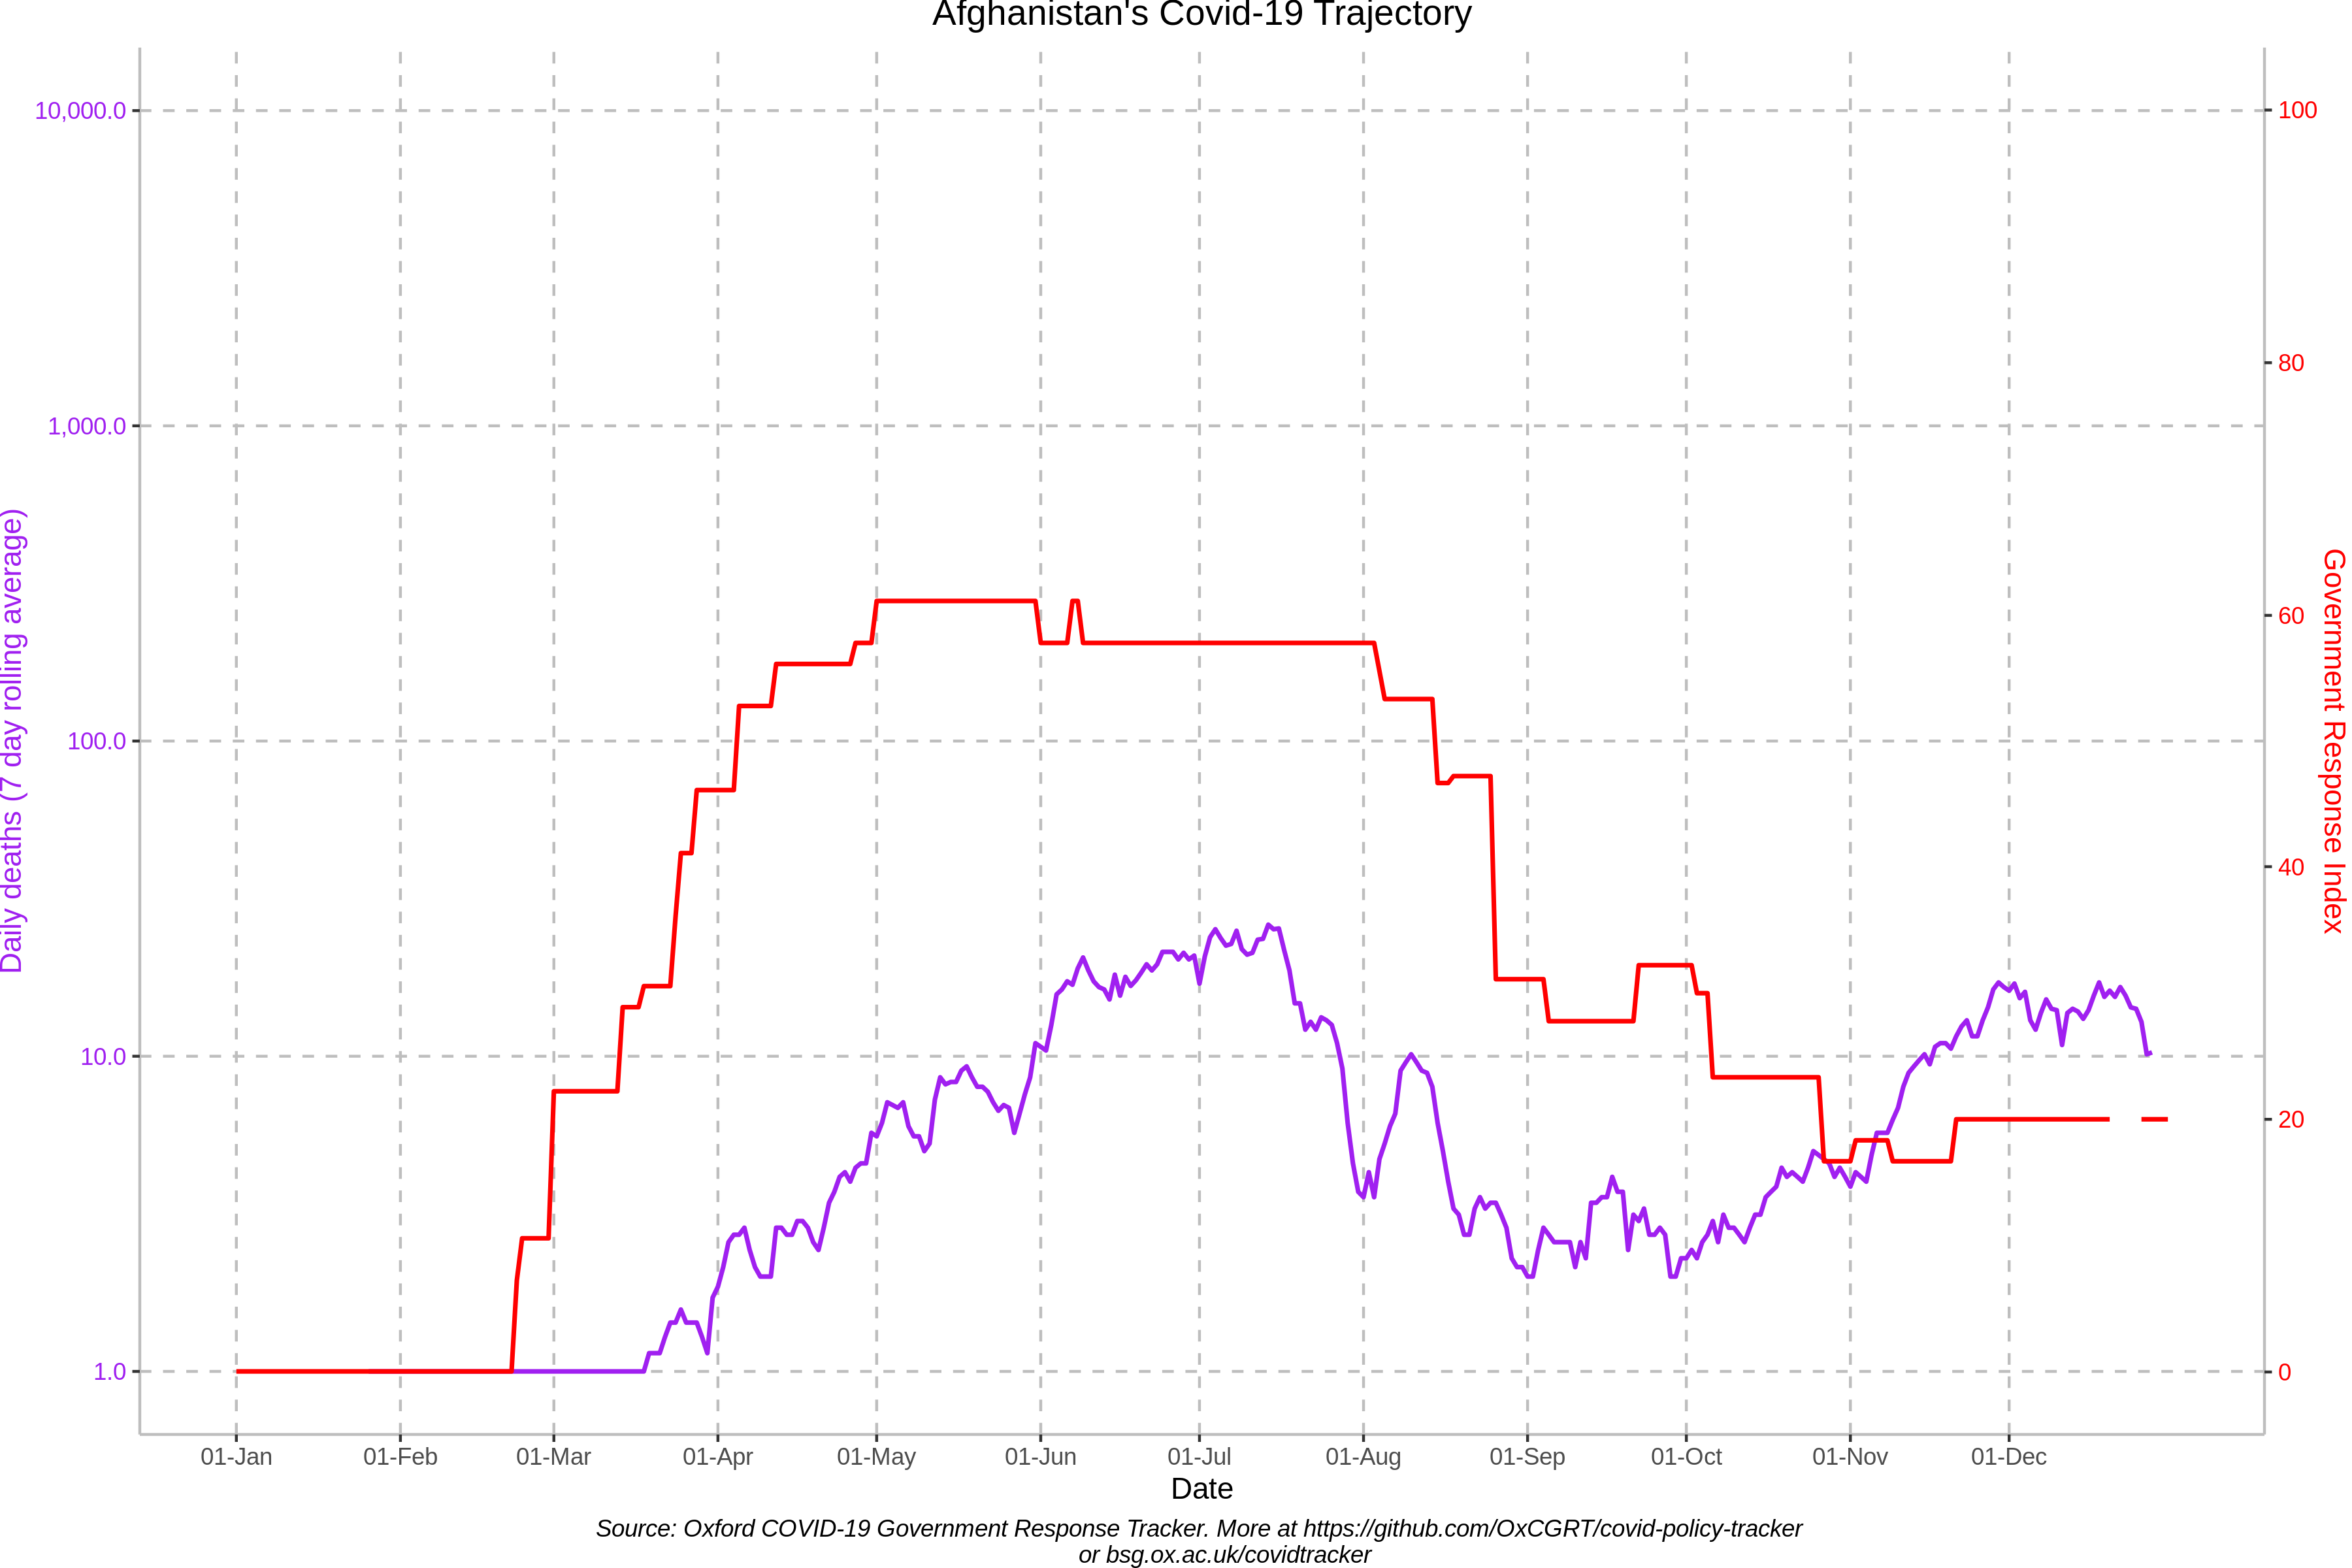 Afghanistan's Covid-19 Trajectory
10,000.0
1,000.0
100.0
10.0
1.0
Daily deaths (7 day rolling average)
100
80
60
40
20
0
Government Response Index
01-Jan 01-Feb 01-Mar 01-Apr 01-May 01-Jun 01-Jul 01-Aug 01-Sep 01-Oct 01-Nov 01-Dec
Date
Source: Oxford COVID-19 Government Response Tracker. More at https://github.com/OxCGRT/covid-policy-tracker
or bsg.ox.ac.uk/covidtracker